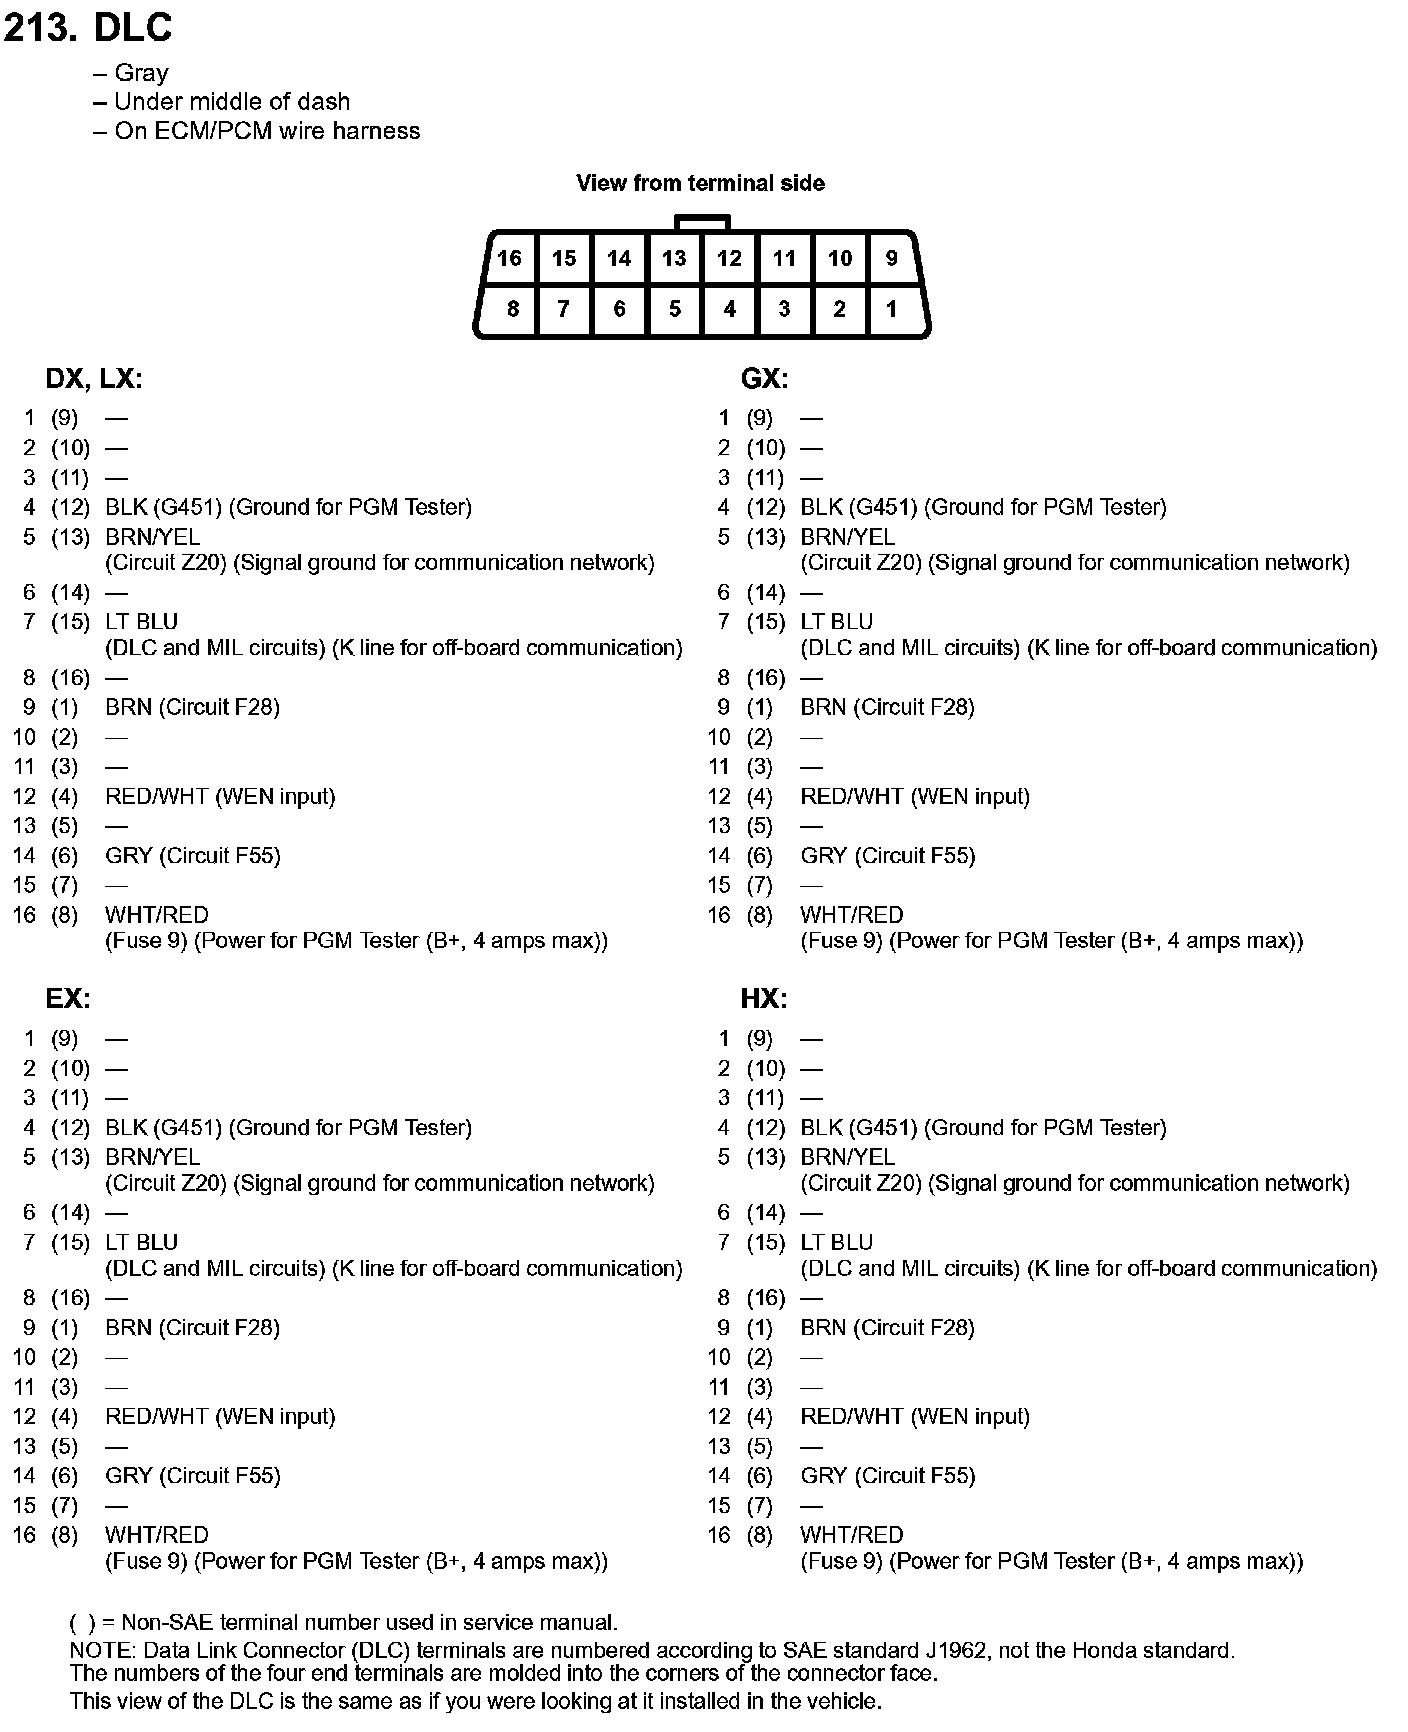 213. DLC
– Gray
– Under middle of dash
– On ECM/PCM wire harness
View from terminal side
16 15 14 13 12 11 10 9
8 7 6 5 4 3 2 1
DX, LX:
1 (9) —
2 (10) —
3 (11) —
4 (12) BLK (G451) (Ground for PGM Tester)
5 (13) BRN/YEL
(Circuit Z20) (Signal ground for communication network)
6 (14) —
7 (15) LT BLU
(DLC and MIL circuits) (K line for off-board communication)
8 (16) —
9 (1) BRN (Circuit F28)
10 (2) —
11 (3) —
12 (4) RED/WHT (WEN input)
13 (5) —
14 (6) GRY (Circuit F55)
15 (7) —
16 (8) WHT/RED
(Fuse 9) (Power for PGM Tester (B+, 4 amps max))
GX:
1 (9) —
2 (10) —
3 (11) —
4 (12) BLK (G451) (Ground for PGM Tester)
5 (13) BRN/YEL
(Circuit Z20) (Signal ground for communication network)
6 (14) —
7 (15) LT BLU
(DLC and MIL circuits) (K line for off-board communication)
8 (16) —
9 (1) BRN (Circuit F28)
10 (2) —
11 (3) —
12 (4) RED/WHT (WEN input)
13 (5) —
14 (6) GRY (Circuit F55)
15 (7) —
16 (8) WHT/RED
(Fuse 9) (Power for PGM Tester (B+, 4 amps max))
EX:
1 (9) —
2 (10) —
3 (11) —
4 (12) BLK (G451) (Ground for PGM Tester)
5 (13) BRN/YEL
(Circuit Z20) (Signal ground for communication network)
6 (14) —
7 (15) LT BLU
(DLC and MIL circuits) (K line for off-board communication)
8 (16) —
9 (1) BRN (Circuit F28)
10 (2) —
11 (3) —
12 (4) RED/WHT (WEN input)
13 (5) —
14 (6) GRY (Circuit F55)
15 (7) —
16 (8) WHT/RED
(Fuse 9) (Power for PGM Tester (B+, 4 amps max))
HX:
1 (9) —
2 (10) —
3 (11) —
4 (12) BLK (G451) (Ground for PGM Tester)
5 (13) BRN/YEL
(Circuit Z20) (Signal ground for communication network)
6 (14) —
7 (15) LT BLU
(DLC and MIL circuits) (K line for off-board communication)
8 (16) —
9 (1) BRN (Circuit F28)
10 (2) —
11 (3) —
12 (4) RED/WHT (WEN input)
13 (5) —
14 (6) GRY (Circuit F55)
15 (7) —
16 (8) WHT/RED
(Fuse 9) (Power for PGM Tester (B+, 4 amps max))
( ) = Non-SAE terminal number used in service manual.
NOTE: Data Link Connector (DLC) terminals are numbered according to SAE standard J1962, not the Honda standard.
The numbers of the four end terminals are molded into the corners of the connector face.
This view of the DLC is the same as if you were looking at it installed in the vehicle.